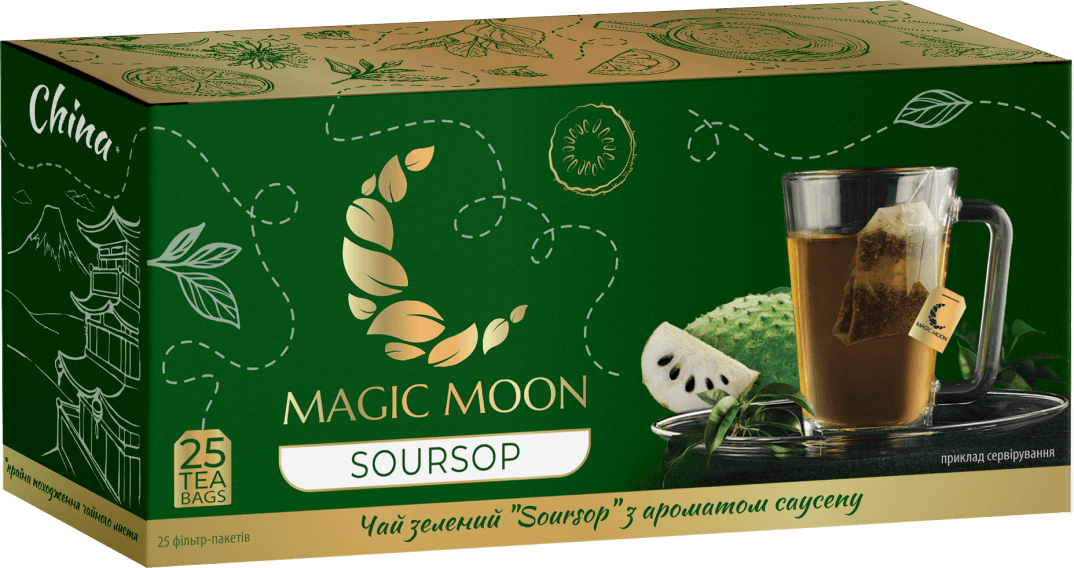 China*
*країна походження чайного листя
MAGIC MOON
SOURSOP
25
TEA
BAGS
MAGIC MOON
приклад сервірування
Чай зелений "Soursop" з ароматом саусепу
25 фільтр-пакетів